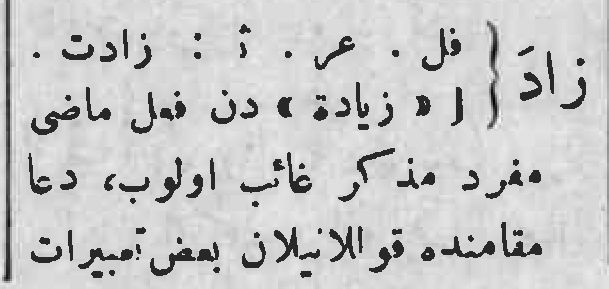 زادَ } فل . عر . ث : زادت .
[ « زيادة » دن فعل ماضى
مفرد مذكر غائب اولوب، دعا
مقامنده قوللانيلان بعض تعبيرات